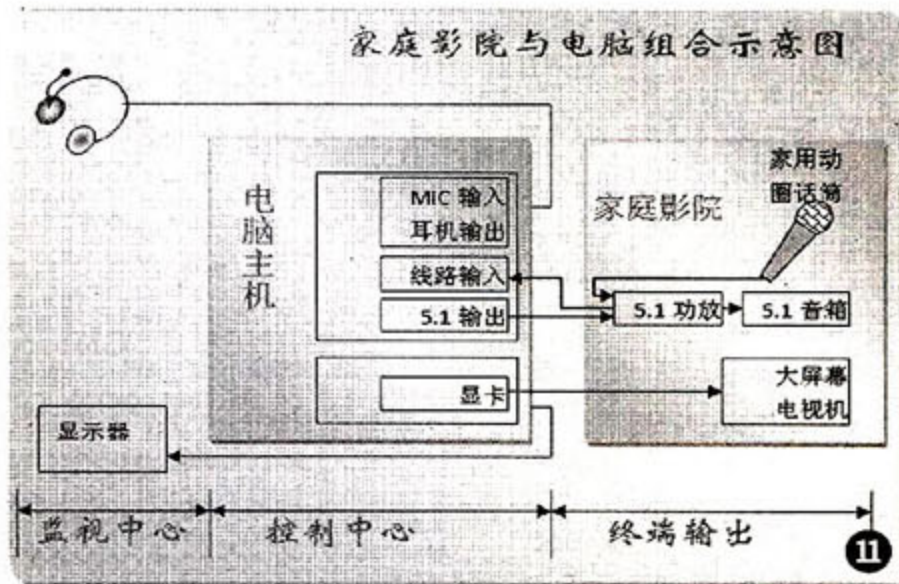 家庭影院与电脑组合示意图
电脑主机
MIC 输入
耳机输出
线路输入
5.1 输出
显卡
显示器
家庭影院
家用动
圈话筒
5.1 功放
5.1 音箱
大屏幕
电视机
监视中心
控制中心
终端输出
11